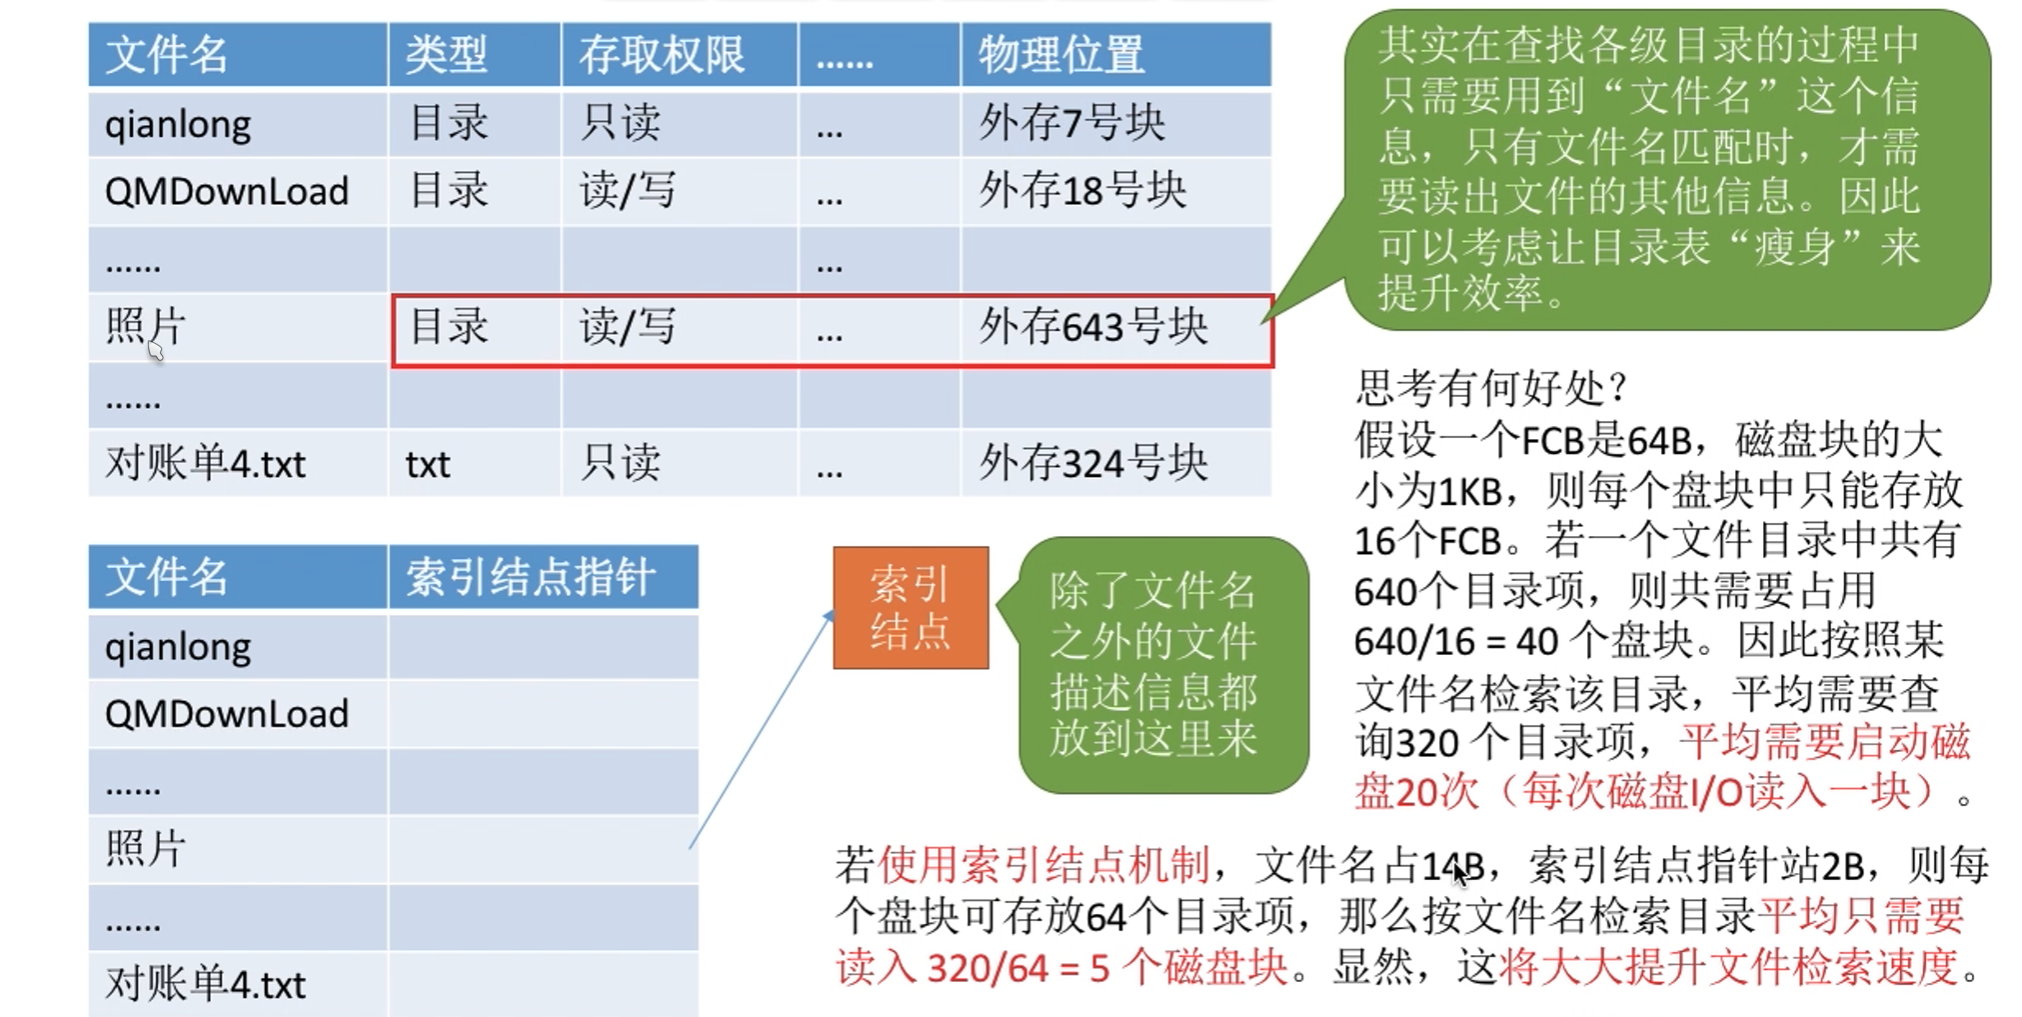 文件名 类型 存取权限 …… 物理位置
qianlong 目录 只读 ... 外存7号块
QMDownLoad 目录 读/写 ... 外存18号块
…… ...
照片 目录 读/写 ... 外存643号块
……
对账单4.txt txt 只读 ... 外存324号块
其实在查找各级目录的过程中
只需要用到“文件名”这个信
息，只有文件名匹配时，才需
要读出文件的其他信息。因此
可以考虑让目录表“瘦身”来
提升效率。
文件名 索引结点指针
qianlong
QMDownLoad
……
照片
……
对账单4.txt
索引
结点
除了文件名
之外的文件
描述信息都
放到这里来
思考有何好处？
假设一个FCB是64B，磁盘块的大
小为1KB，则每个盘块中只能存放
16个FCB。若一个文件目录中共有
640个目录项，则共需要占用
640/16 = 40 个盘块。因此按照某
文件名检索该目录，平均需要查
询320 个目录项，平均需要启动磁
盘20次（每次磁盘I/O读入一块）。
若使用索引结点机制，文件名占14B，索引结点指针站2B，则每
个盘块可存放64个目录项，那么按文件名检索目录平均只需要
读入 320/64 = 5 个磁盘块。显然，这将大大提升文件检索速度。